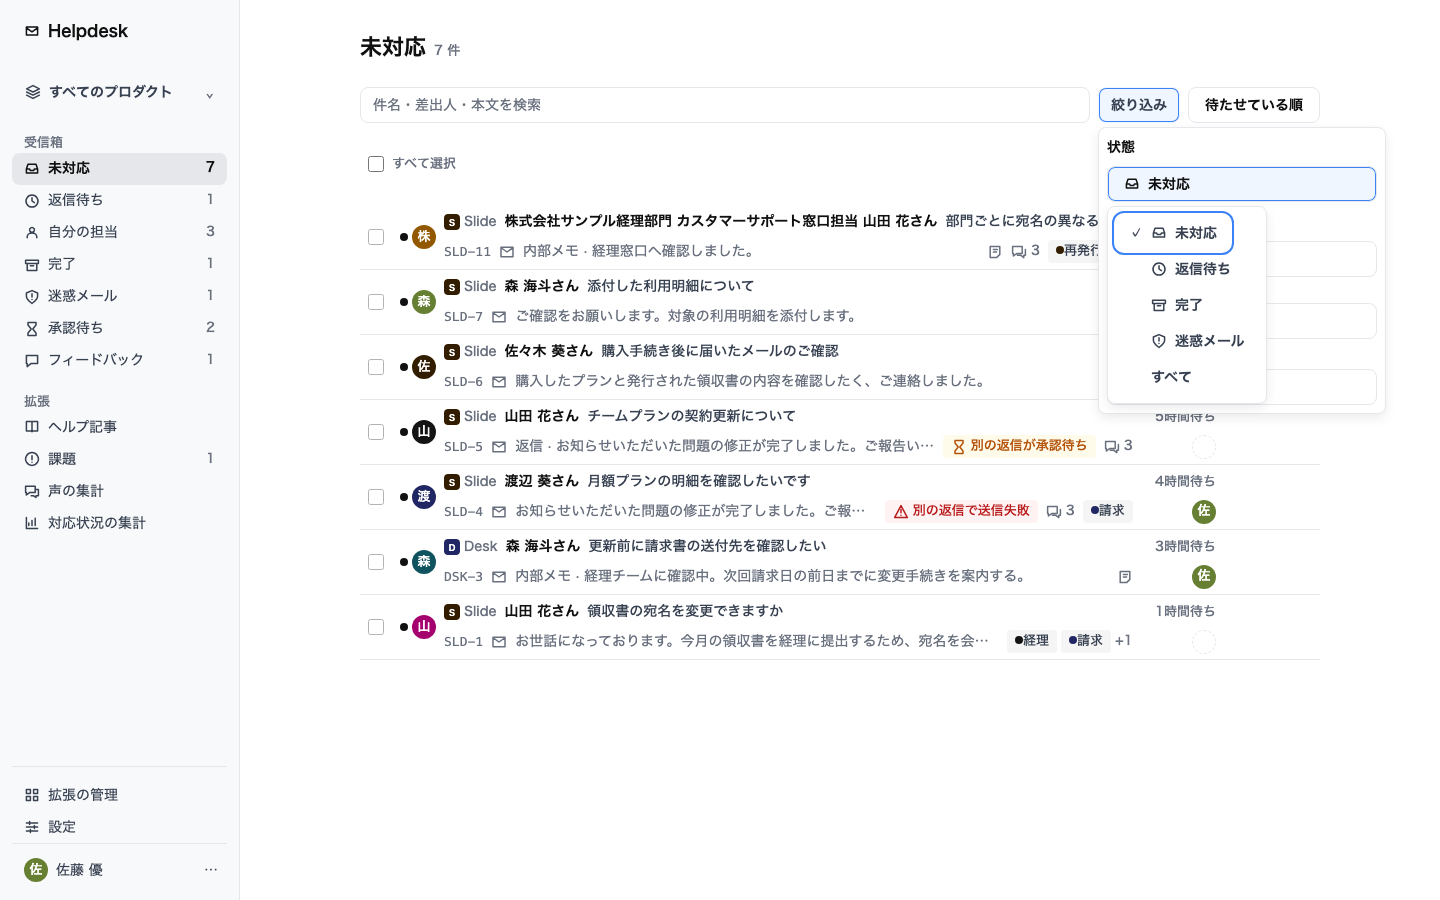 Helpdesk
すべてのプロダクト
受信箱
未対応 7
返信待ち 1
自分の担当 3
完了 1
迷惑メール 1
承認待ち 2
フィードバック 1
拡張
ヘルプ記事
課題 1
声の集計
対応状況の集計
拡張の管理
設定
佐 佐藤 優 …
未対応 7 件
件名・差出人・本文を検索 絞り込み 待たせている順
すべて選択
状態
未対応
✓ 未対応
返信待ち
完了
迷惑メール
すべて
株 S Slide 株式会社サンプル経理部門 カスタマーサポート窓口担当 山田 花さん 部門ごとに宛名の異なる
SLD-11 内部メモ · 経理窓口へ確認しました。 3 再発行
森 S Slide 森 海斗さん 添付した利用明細について
SLD-7 ご確認をお願いします。対象の利用明細を添付します。
佐 S Slide 佐々木 葵さん 購入手続き後に届いたメールのご確認
SLD-6 購入したプランと発行された領収書の内容を確認したく、ご連絡しました。
山 S Slide 山田 花さん チームプランの契約更新について 5時間待ち
SLD-5 返信 · お知らせいただいた問題の修正が完了しました。ご報告い… 別の返信が承認待ち 3
渡 S Slide 渡辺 葵さん 月額プランの明細を確認したいです 4時間待ち
SLD-4 お知らせいただいた問題の修正が完了しました。ご報… 別の返信で送信失敗 3 請求 佐
森 D Desk 森 海斗さん 更新前に請求書の送付先を確認したい 3時間待ち
DSK-3 内部メモ · 経理チームに確認中。次回請求日の前日までに変更手続きを案内する。 佐
山 S Slide 山田 花さん 領収書の宛名を変更できますか 1時間待ち
SLD-1 お世話になっております。今月の領収書を経理に提出するため、宛名を会… 経理 請求 +1